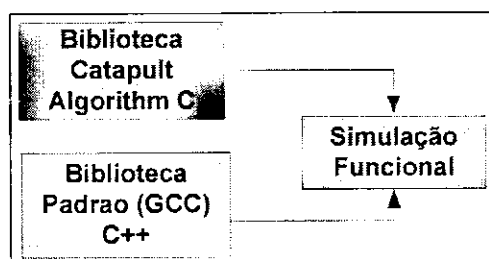 Biblioteca
Catapult
Algorithm C
Simulação
Funcional
Biblioteca
Padrao (GCC)
C++